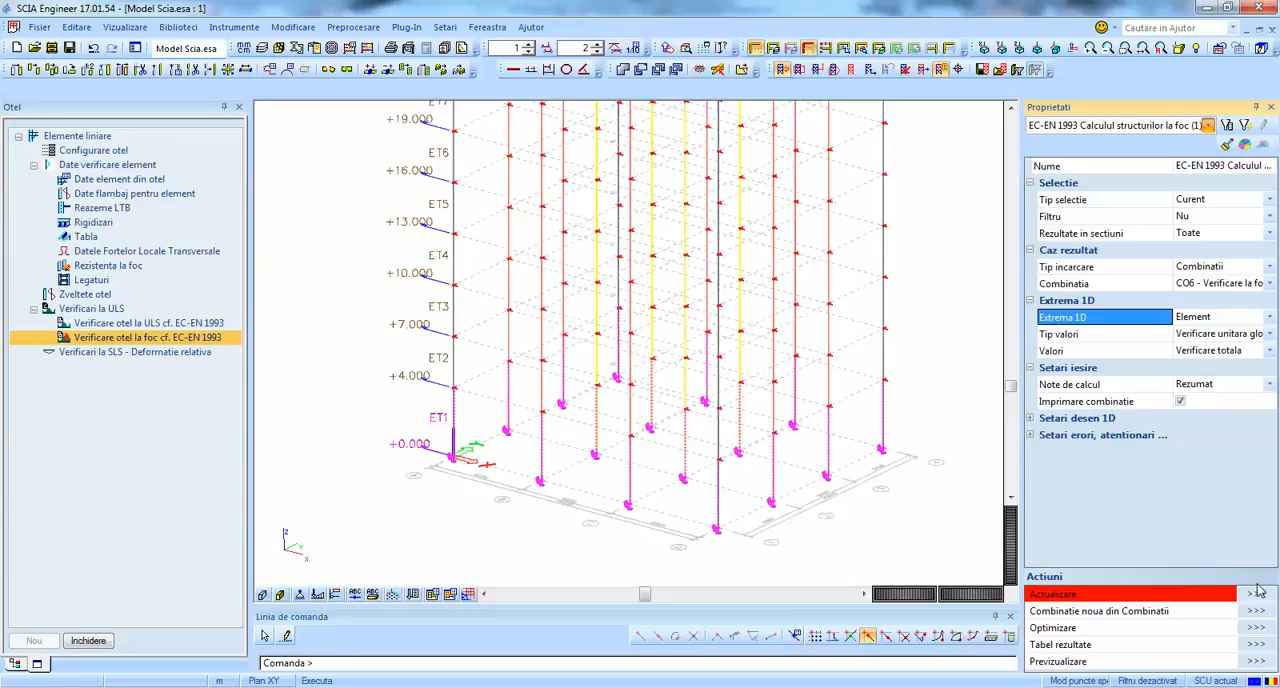 SCIA Engineer 17.01.54 - [Model Scia.esa : 1]
Fisier Editare Vizualizare Biblioteci Instrumente Modificare Preprocesare Plug-In Setari Fereastra Ajutor
Cautare in Ajutor
Model Scia.esa
1
2
Otel
Elemente liniare
Configurare otel
Date verificare element
Date element din otel
Date flambaj pentru element
Reazeme LTB
Rigidizari
Tabla
Datele Fortelor Locale Transversale
Rezistenta la foc
Legaturi
Zveltete otel
Verificari la ULS
Verificare otel la ULS cf. EC-EN 1993
Verificare otel la foc cf. EC-EN 1993
Verificari la SLS - Deformatie relativa
Nou
Inchidere
ET7
+19.000
ET6
+16.000
ET5
+13.000
ET4
+10.000
ET3
+7.000
ET2
+4.000
ET1
+0.000
Z
Y
X
Linia de comanda
Comanda >
Proprietati
EC-EN 1993 Calculul structurilor la foc (1)
Nume EC-EN 1993 Calculul ...
Selectie
Tip selectie Curent
Filtru Nu
Rezultate in sectiuni Toate
Caz rezultat
Tip incarcare Combinatii
Combinatia CO6 - Verificare la fo
Extrema 1D
Extrema 1D Element
Tip valori Verificare unitara glo
Valori Verificare totala
Setari iesire
Note de calcul Rezumat
Imprimare combinatie
Setari desen 1D
Setari erori, atentionari ...
Actiuni
Actualizare >>>
Combinatie noua din Combinatii >>>
Optimizare >>>
Tabel rezultate >>>
Previzualizare >>>
m Plan XY Executa Mod puncte sp Filtru dezactivat SCU actual